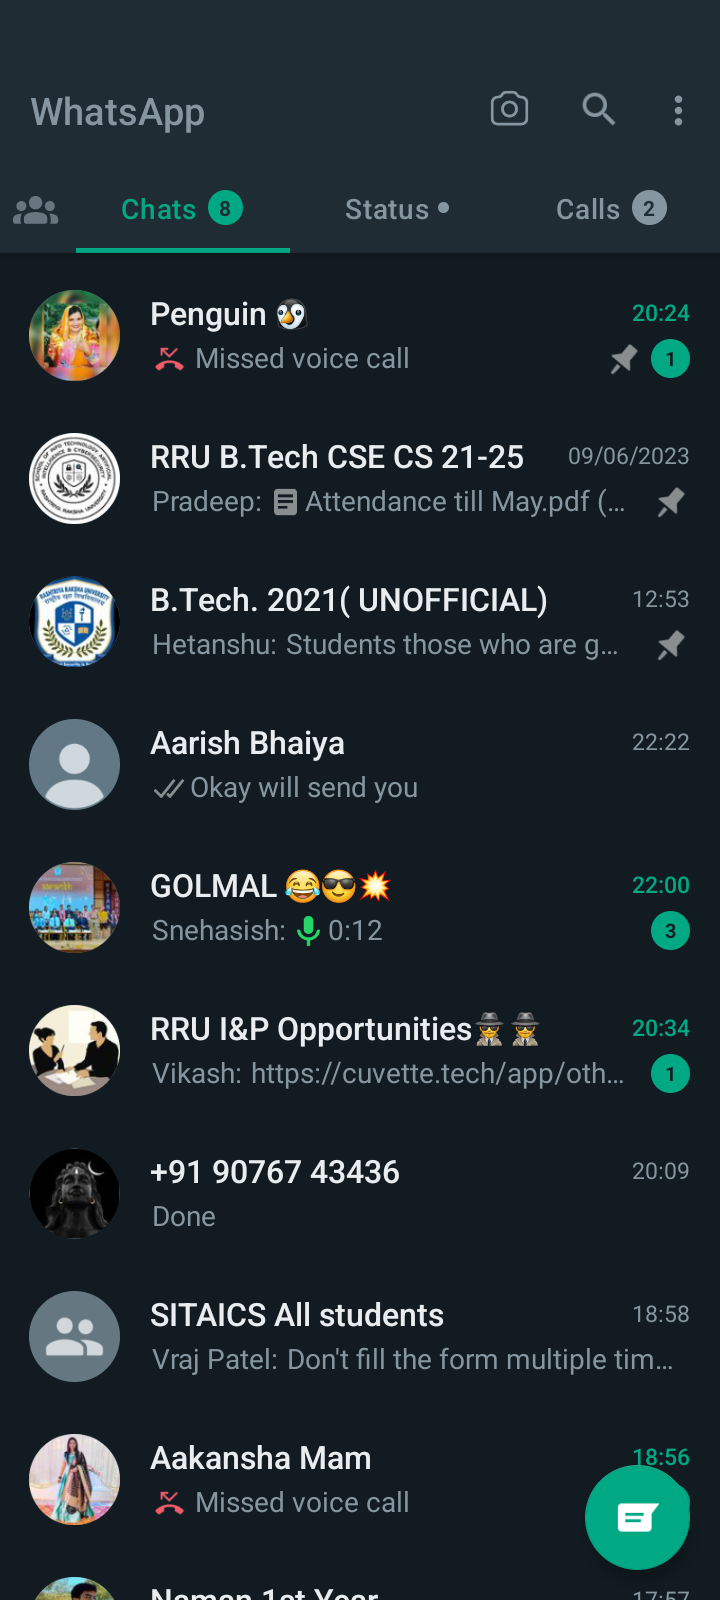 WhatsApp
Chats 8
Status
Calls 2
Penguin 🐧 20:24
Missed voice call 1
RRU B.Tech CSE CS 21-25 09/06/2023
Pradeep: Attendance till May.pdf (...
B.Tech. 2021( UNOFFICIAL) 12:53
Hetanshu: Students those who are g...
Aarish Bhaiya 22:22
Okay will send you
GOLMAL 😂😎💥 22:00
Snehasish: 0:12 3
RRU I&P Opportunities🕵️🕵️ 20:34
Vikash: https://cuvette.tech/app/oth... 1
+91 90767 43436 20:09
Done
SITAICS All students 18:58
Vraj Patel: Don't fill the form multiple tim...
Aakansha Mam 18:56
Missed voice call
Naman 1st Year 17:57